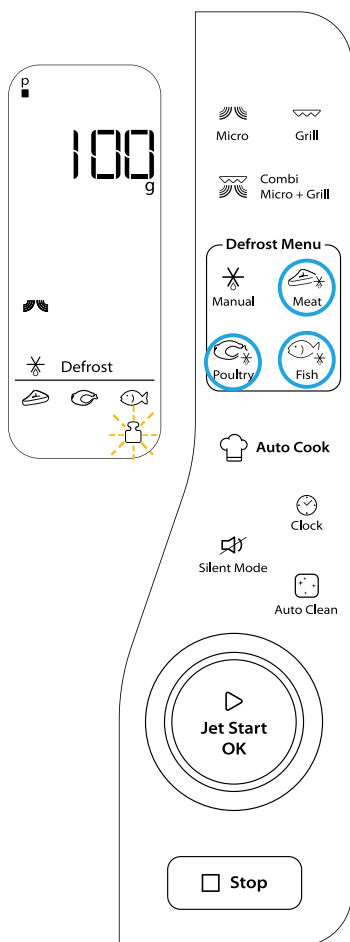 p
100
g
Defrost
Micro
Grill
Combi
Micro + Grill
Defrost Menu
Manual
Meat
Poultry
Fish
Auto Cook
Clock
Silent Mode
Auto Clean
Jet Start
OK
Stop